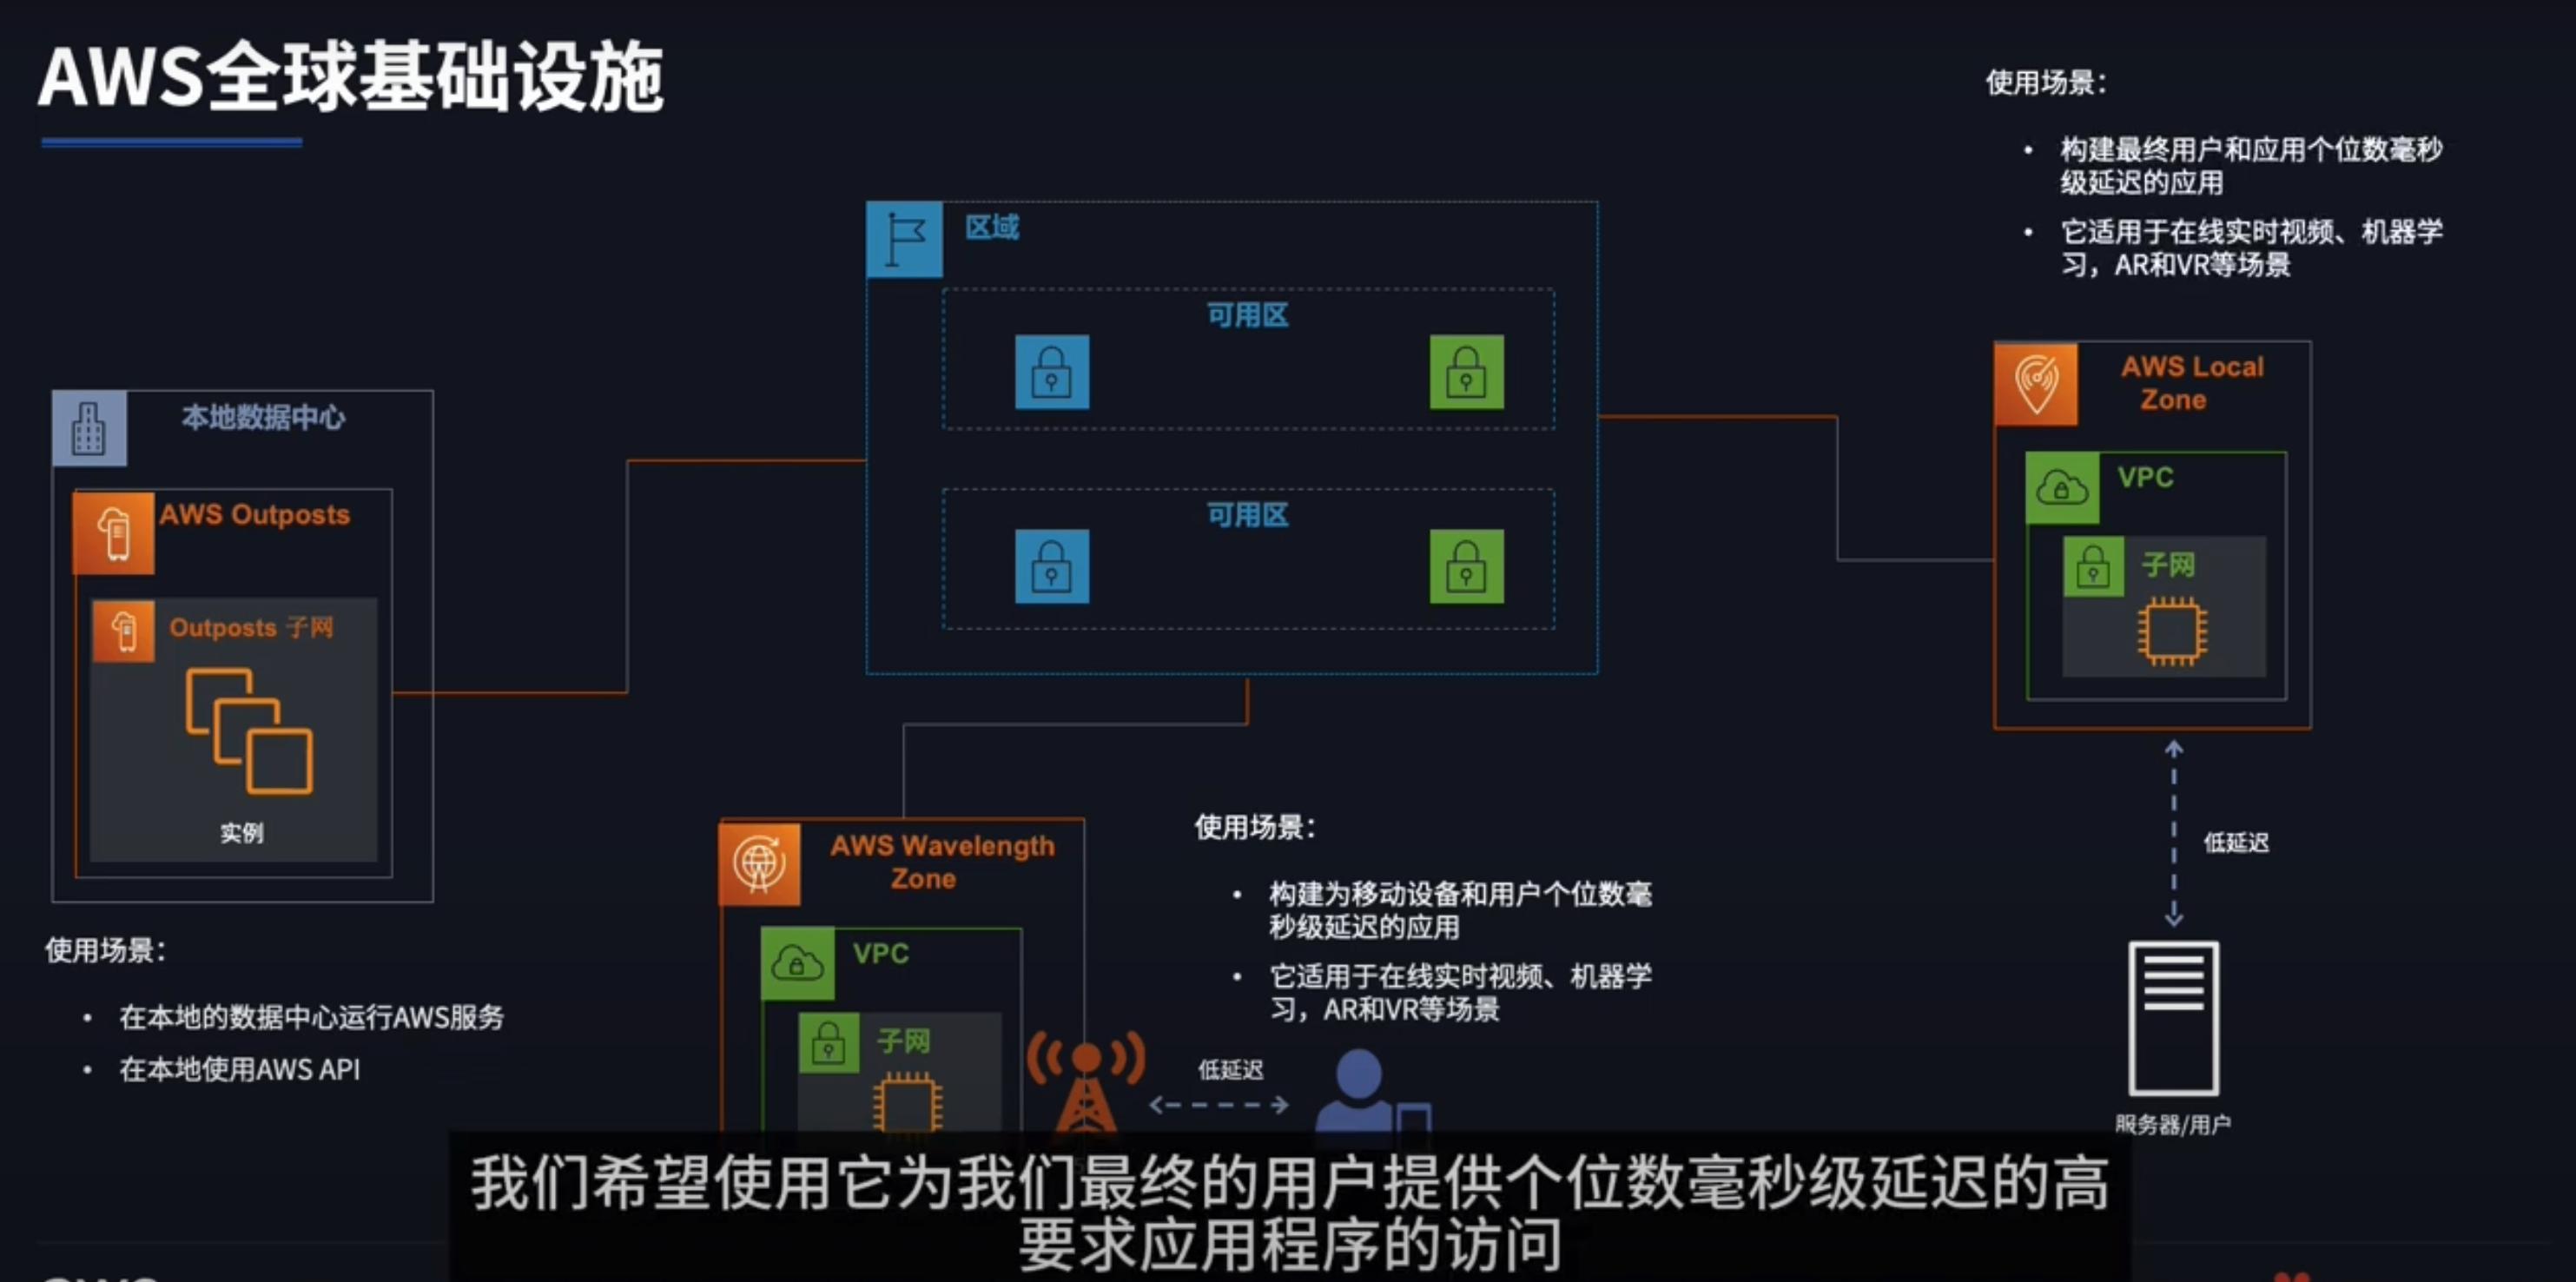 AWS全球基础设施
使用场景：
• 构建最终用户和应用个位数毫秒
级延迟的应用
• 它适用于在线实时视频、机器学
习，AR和VR等场景
区域
可用区
可用区
本地数据中心
AWS Outposts
Outposts 子网
实例
AWS Local
Zone
VPC
子网
低延迟
服务器/用户
使用场景：
• 在本地的数据中心运行AWS服务
• 在本地使用AWS API
AWS Wavelength
Zone
VPC
子网
使用场景：
• 构建为移动设备和用户个位数毫
秒级延迟的应用
• 它适用于在线实时视频、机器学
习，AR和VR等场景
低延迟
我们希望使用它为我们最终的用户提供个位数毫秒级延迟的高
要求应用程序的访问